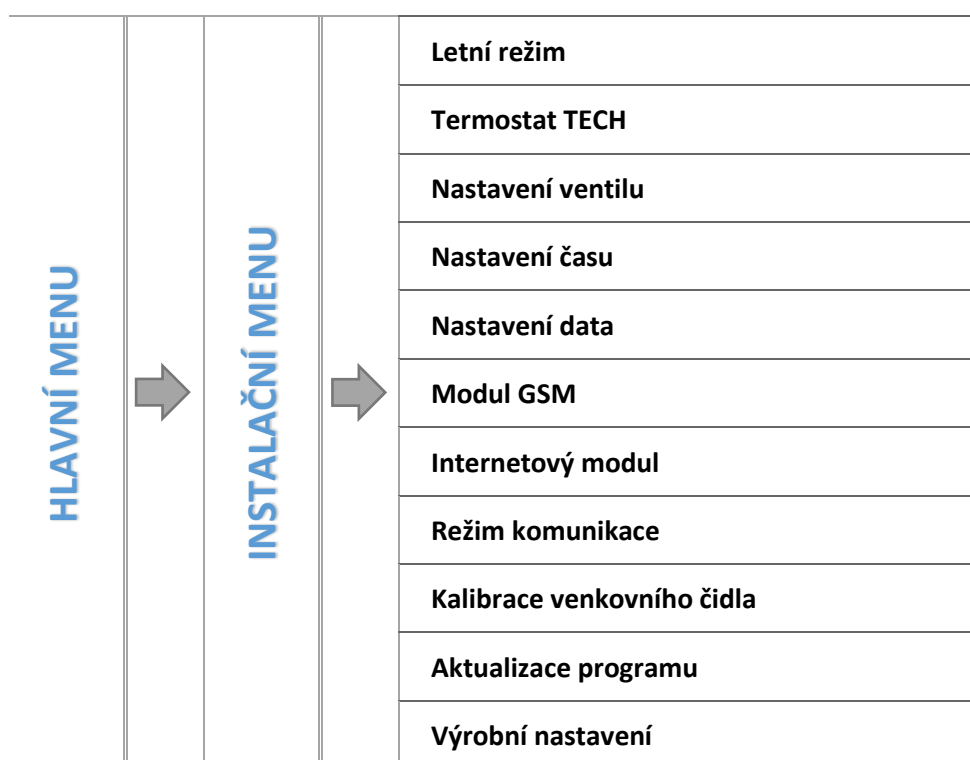 HLAVNÍ MENU
INSTALAČNÍ MENU
Letní režim
Termostat TECH
Nastavení ventilu
Nastavení času
Nastavení data
Modul GSM
Internetový modul
Režim komunikace
Kalibrace venkovního čidla
Aktualizace programu
Výrobní nastavení